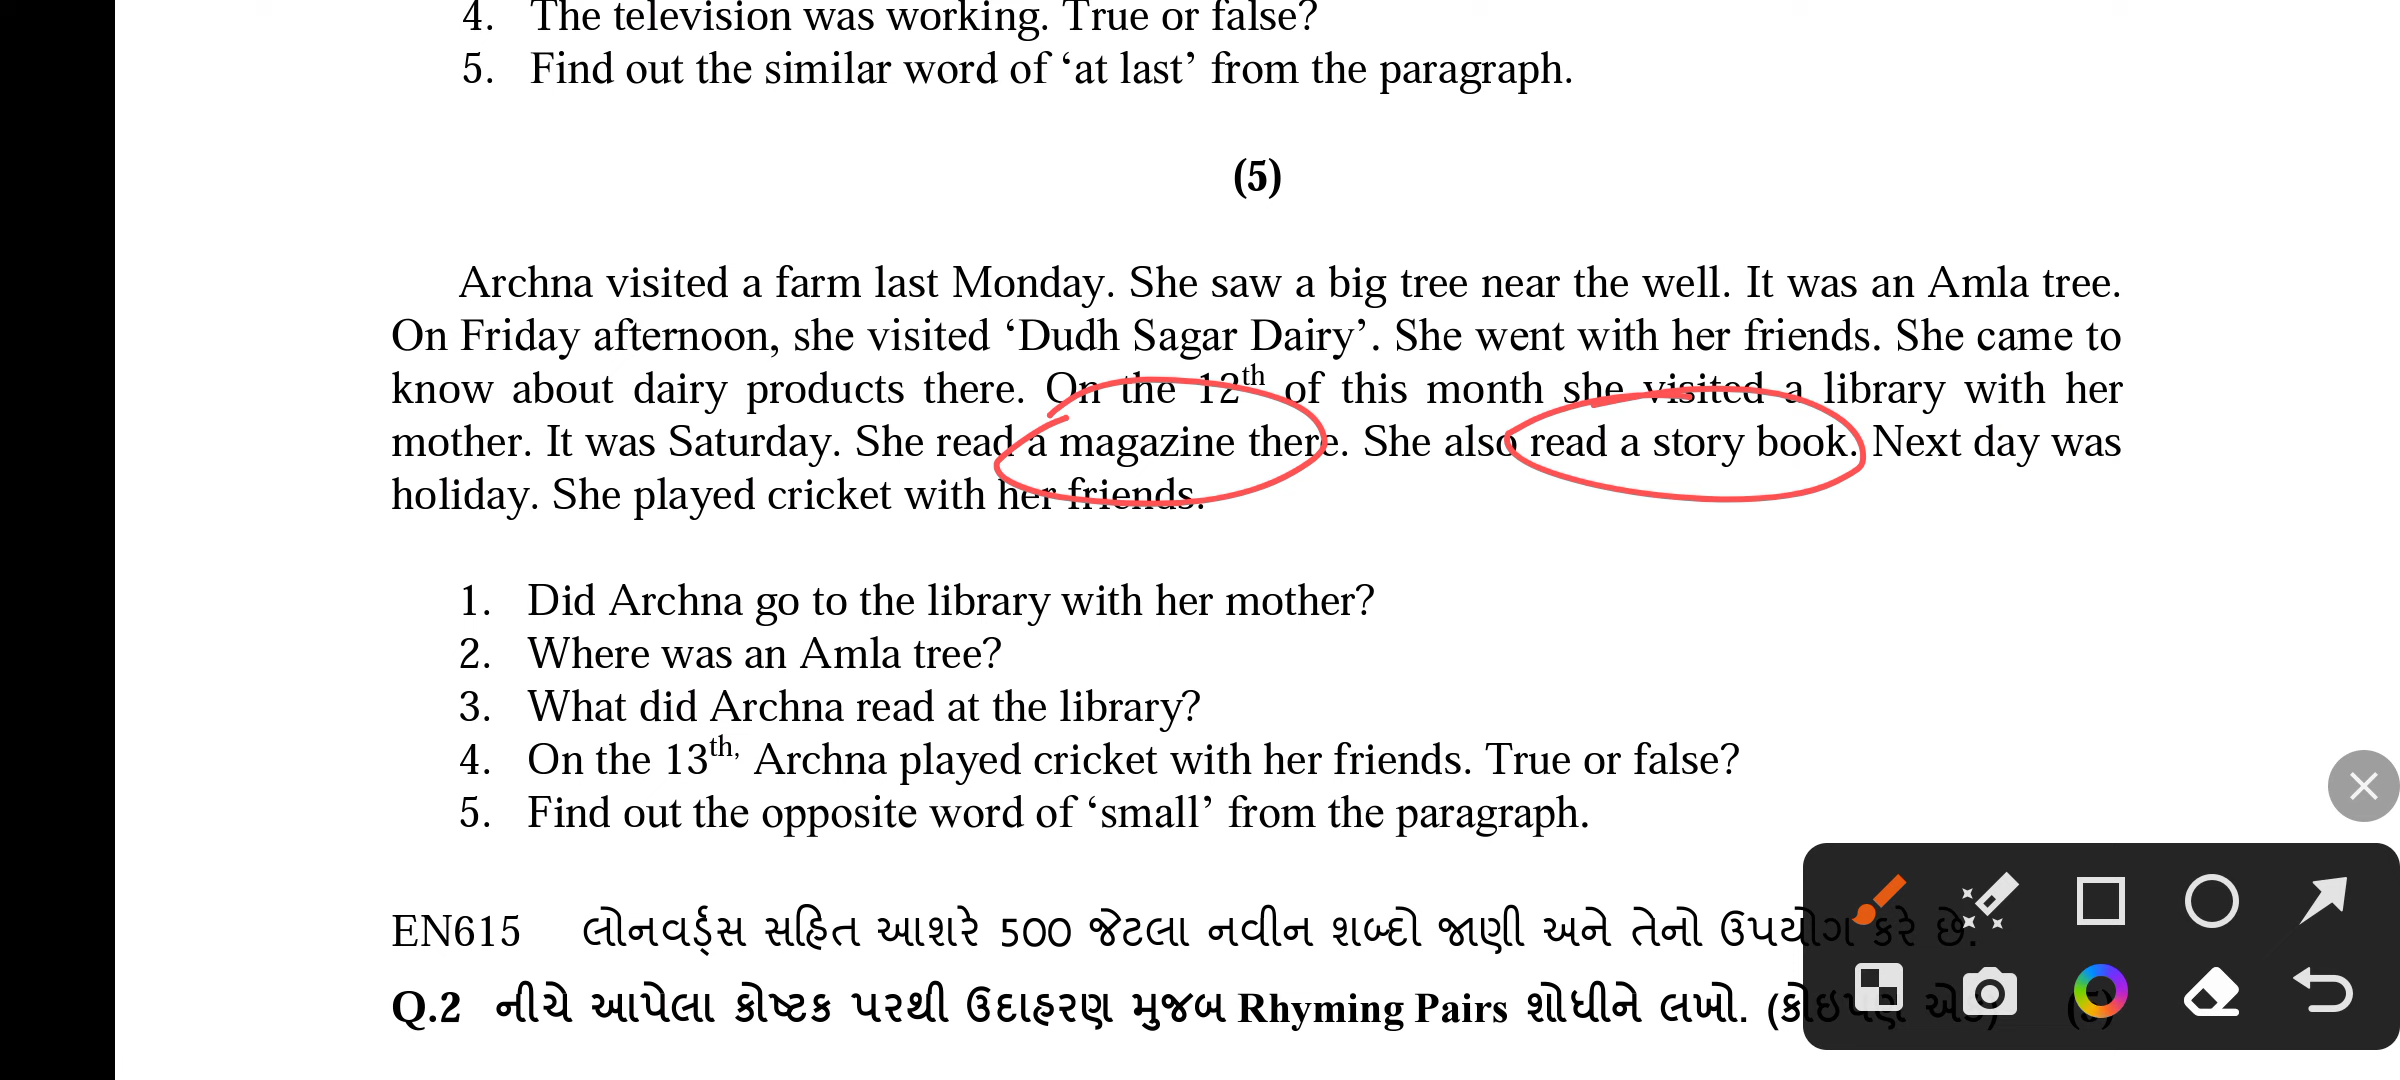 4. The television was working. True or false?
5. Find out the similar word of ‘at last’ from the paragraph.
(5)
Archna visited a farm last Monday. She saw a big tree near the well. It was an Amla tree.
On Friday afternoon, she visited ‘Dudh Sagar Dairy’. She went with her friends. She came to
know about dairy products there. On the 12th of this month she visited a library with her
mother. It was Saturday. She read a magazine there. She also read a story book. Next day was
holiday. She played cricket with her friends.
1. Did Archna go to the library with her mother?
2. Where was an Amla tree?
3. What did Archna read at the library?
4. On the 13th, Archna played cricket with her friends. True or false?
5. Find out the opposite word of ‘small’ from the paragraph.
EN615 લોનવર્ડ્સ સહિત આશરે 500 જેટલા નવીન શબ્દો જાણી અને તેનો ઉપયોગ કરે છે.
Q.2 નીચે આપેલા કોષ્ટક પરથી ઉદાહરણ મુજબ Rhyming Pairs શોધીને લખો. (કોઇપણ એક) (5)